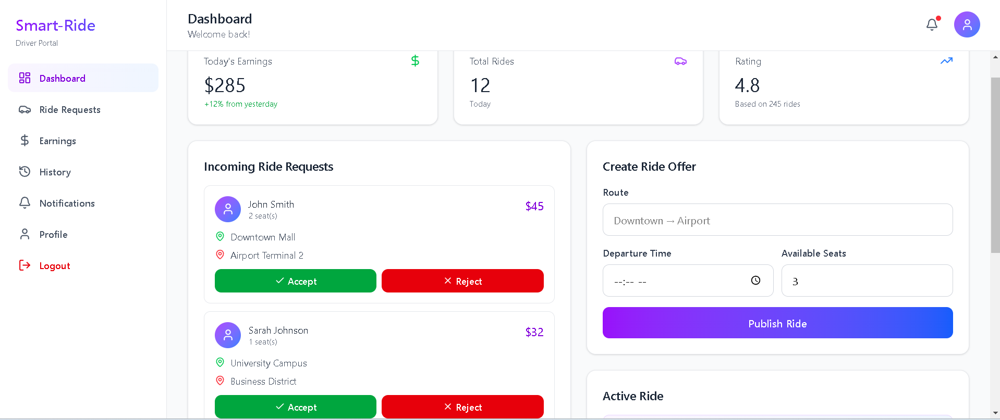 Smart-Ride
Driver Portal
Dashboard
Ride Requests
Earnings
History
Notifications
Profile
Logout
Dashboard
Welcome back!
Today's Earnings
$285
+12% from yesterday
Total Rides
12
Today
Rating
4.8
Based on 245 rides
Incoming Ride Requests
John Smith
2 seat(s)
$45
Downtown Mall
Airport Terminal 2
Accept
Reject
Sarah Johnson
1 seat(s)
$32
University Campus
Business District
Accept
Reject
Create Ride Offer
Route
Downtown → Airport
Departure Time
--:-- --
Available Seats
3
Publish Ride
Active Ride